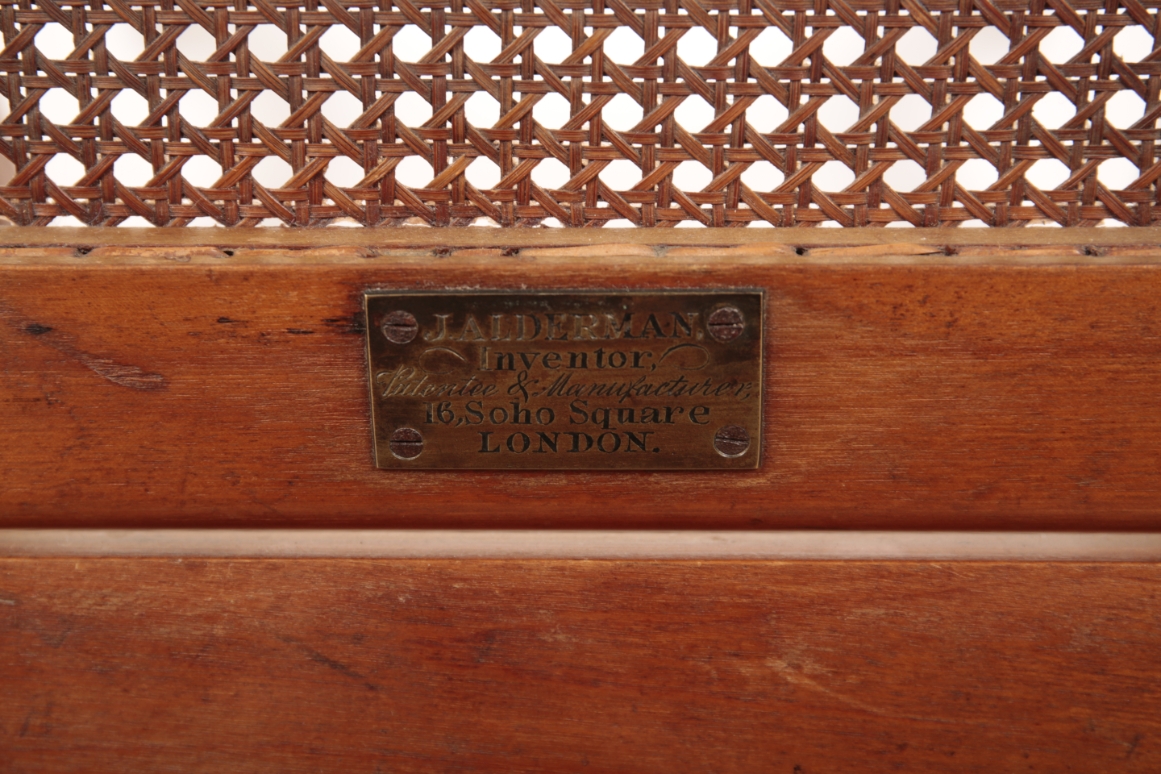 J. ALDERMAN,
Inventor,
Patentee & Manufacturer,
16, Soho Square
LONDON.